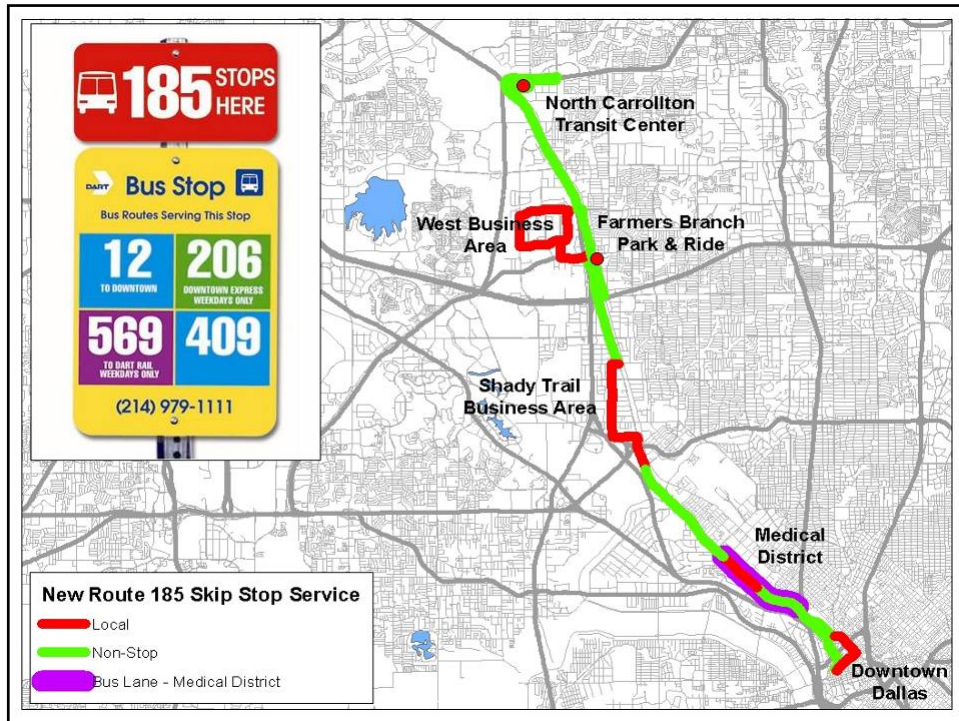 185 STOPS
HERE
DART
Bus Stop
Bus Routes Serving This Stop
12
TO DOWNTOWN
206
DOWNTOWN EXPRESS
WEEKDAYS ONLY
569
TO DART RAIL
WEEKDAYS ONLY
409
(214) 979-1111
North Carrollton
Transit Center
West Business
Area
Farmers Branch
Park & Ride
Shady Trail
Business Area
Medical
District
Downtown
Dallas
New Route 185 Skip Stop Service
Local
Non-Stop
Bus Lane - Medical District